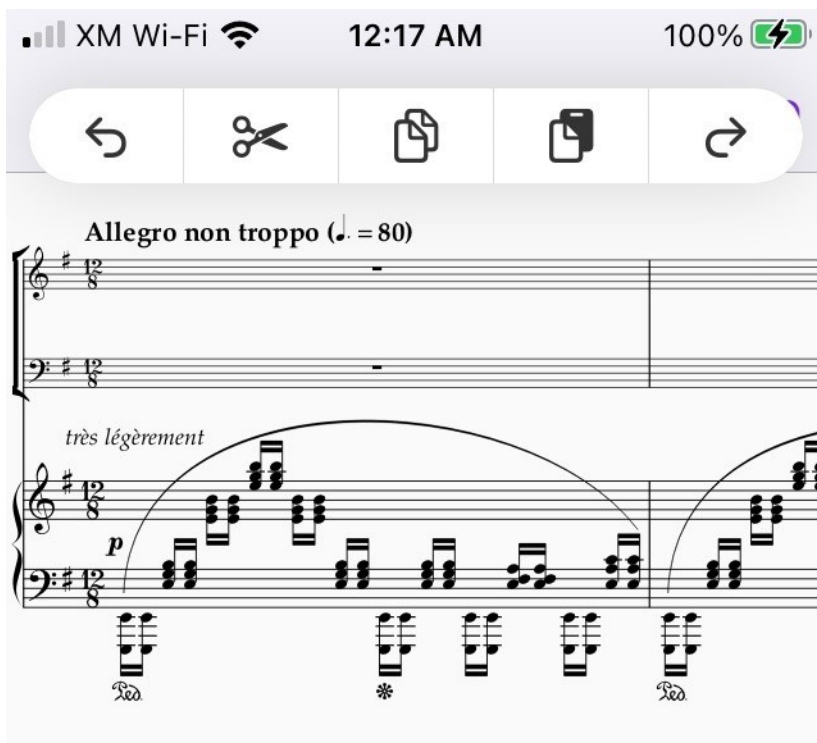 XM Wi-Fi 12:17 AM 100%
Allegro non troppo (♩. = 80)
12
8
12
8
très légèrement
12
8
p
12
8
Ped. Ped.